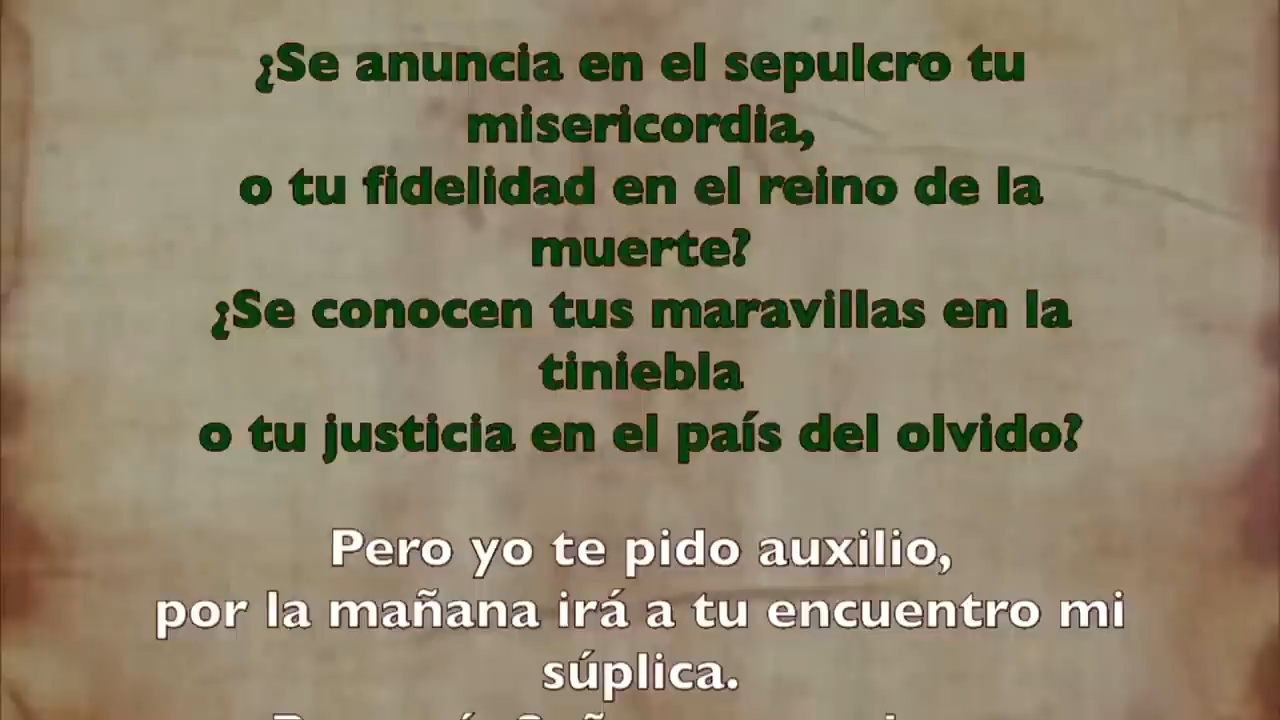 ¿Se anuncia en el sepulcro tu
misericordia,
o tu fidelidad en el reino de la
muerte?
¿Se conocen tus maravillas en la
tiniebla
o tu justicia en el país del olvido?
Pero yo te pido auxilio,
por la mañana irá a tu encuentro mi
súplica.